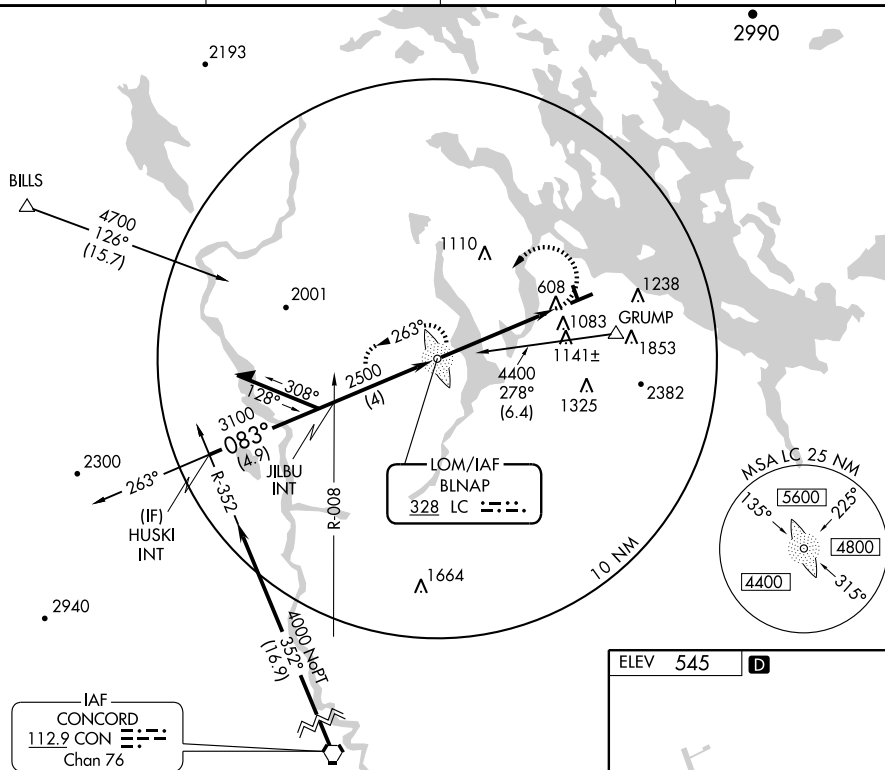 2990
2193
BILLS
4700
126°
(15.7)
1110
2001
608
1238
1083
GRUMP
1141±
1853
263°
4400
278°
(6.4)
1325
2382
2500
(4)
308°
128°
3100
083°
(4.9)
JILBU
INT
R-352
263°
2300
(IF)
HUSKI
INT
R-008
LOM/IAF
BLNAP
328 LC
MSA LC 25 NM
135°
5600
225°
4800
4400
315°
10 NM
1664
2940
4000 NoPT
352°
(16.9)
IAF
CONCORD
112.9 CON
Chan 76
ELEV 545 D